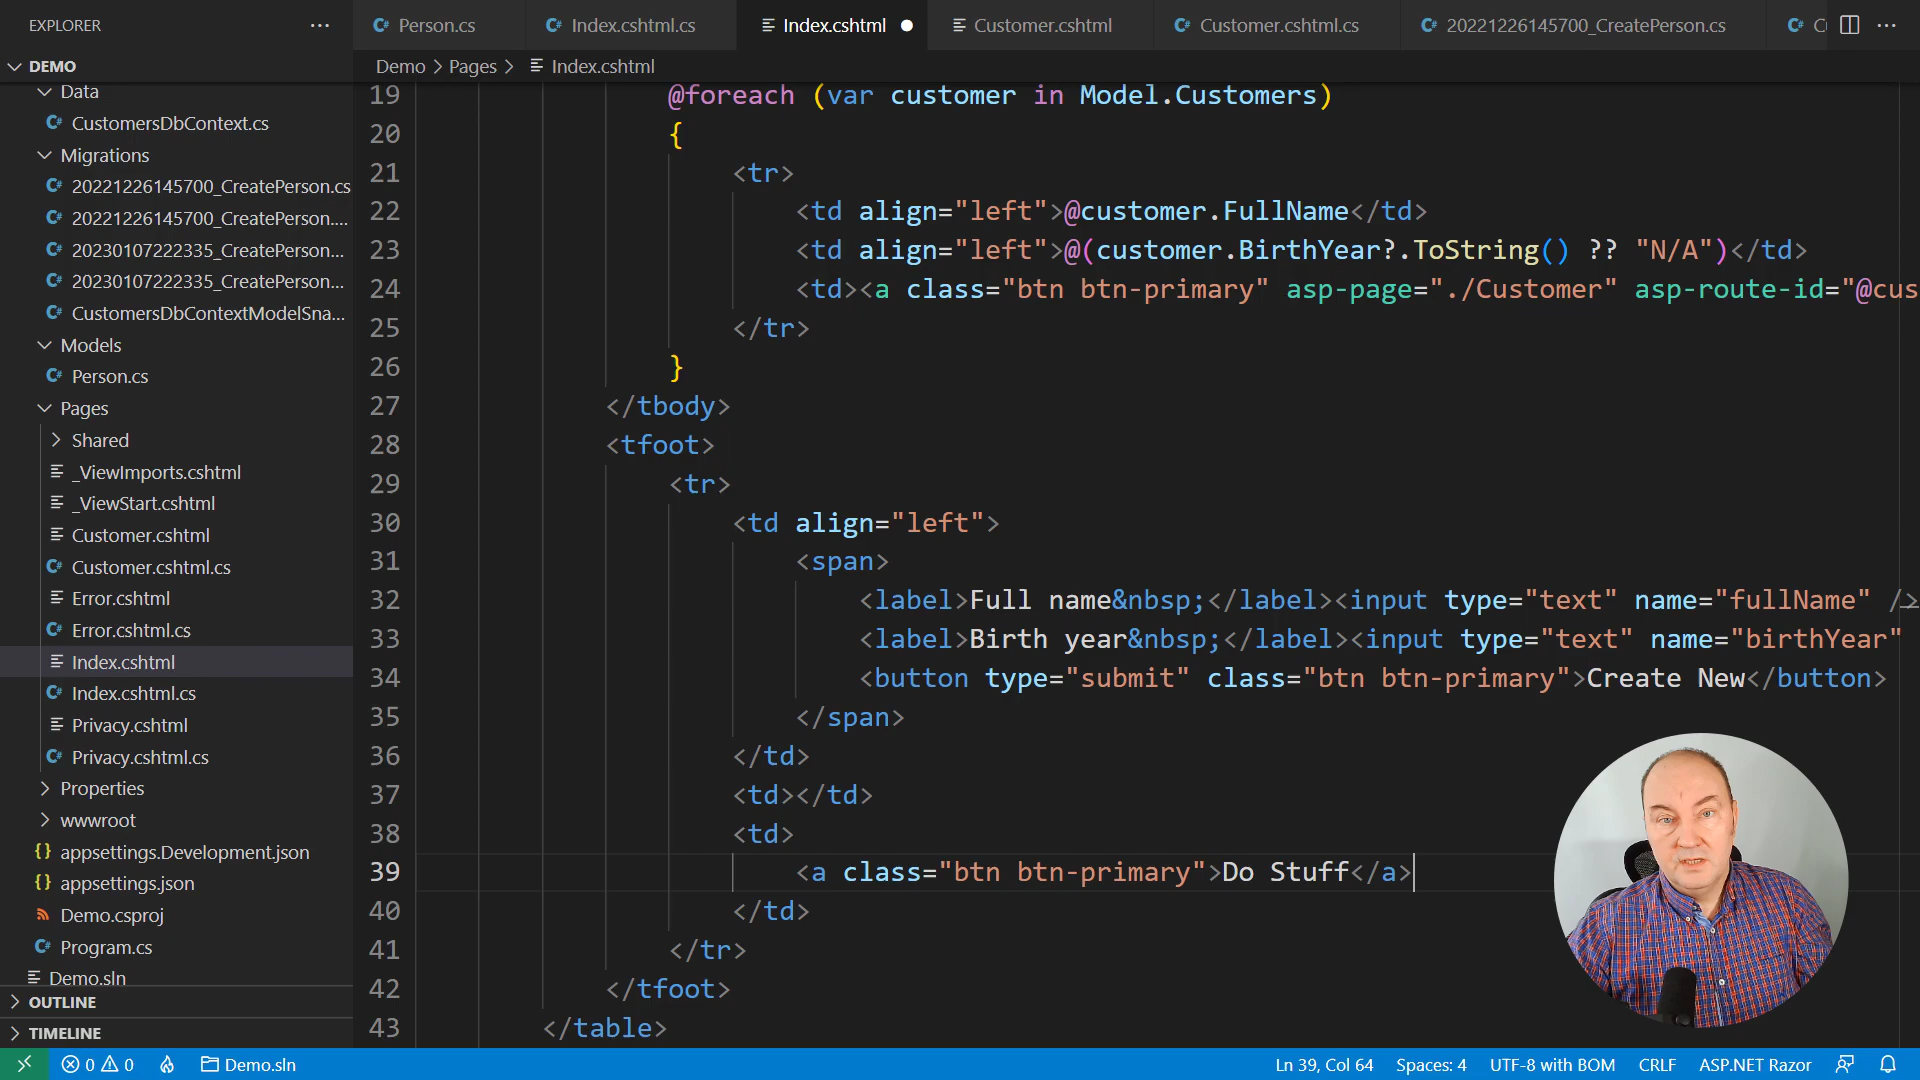 EXPLORER
Person.cs
Index.cshtml.cs
Index.cshtml
Customer.cshtml
Customer.cshtml.cs
20221226145700_CreatePerson.cs
DEMO
Demo > Pages > Index.cshtml
Data
CustomersDbContext.cs
Migrations
20221226145700_CreatePerson.cs
20221226145700_CreatePerson....
20230107222335_CreatePerson...
20230107222335_CreatePerson...
CustomersDbContextModelSna...
Models
Person.cs
Pages
Shared
_ViewImports.cshtml
_ViewStart.cshtml
Customer.cshtml
Customer.cshtml.cs
Error.cshtml
Error.cshtml.cs
Index.cshtml
Index.cshtml.cs
Privacy.cshtml
Privacy.cshtml.cs
Properties
wwwroot
appsettings.Development.json
appsettings.json
Demo.csproj
Program.cs
Demo.sln
OUTLINE
TIMELINE
19 @foreach (var customer in Model.Customers)
20 {
21 <tr>
22 <td align="left">@customer.FullName</td>
23 <td align="left">@(customer.BirthYear?.ToString() ?? "N/A")</td>
24 <td><a class="btn btn-primary" asp-page="./Customer" asp-route-id="@cus
25 </tr>
26 }
27 </tbody>
28 <tfoot>
29 <tr>
30 <td align="left">
31 <span>
32 <label>Full name&nbsp;</label><input type="text" name="fullName" />
33 <label>Birth year&nbsp;</label><input type="text" name="birthYear"
34 <button type="submit" class="btn btn-primary">Create New</button>
35 </span>
36 </td>
37 <td></td>
38 <td>
39 <a class="btn btn-primary">Do Stuff</a>
40 </td>
41 </tr>
42 </tfoot>
43 </table>
0 0
Demo.sln
Ln 39, Col 64
Spaces: 4
UTF-8 with BOM
CRLF
ASP.NET Razor